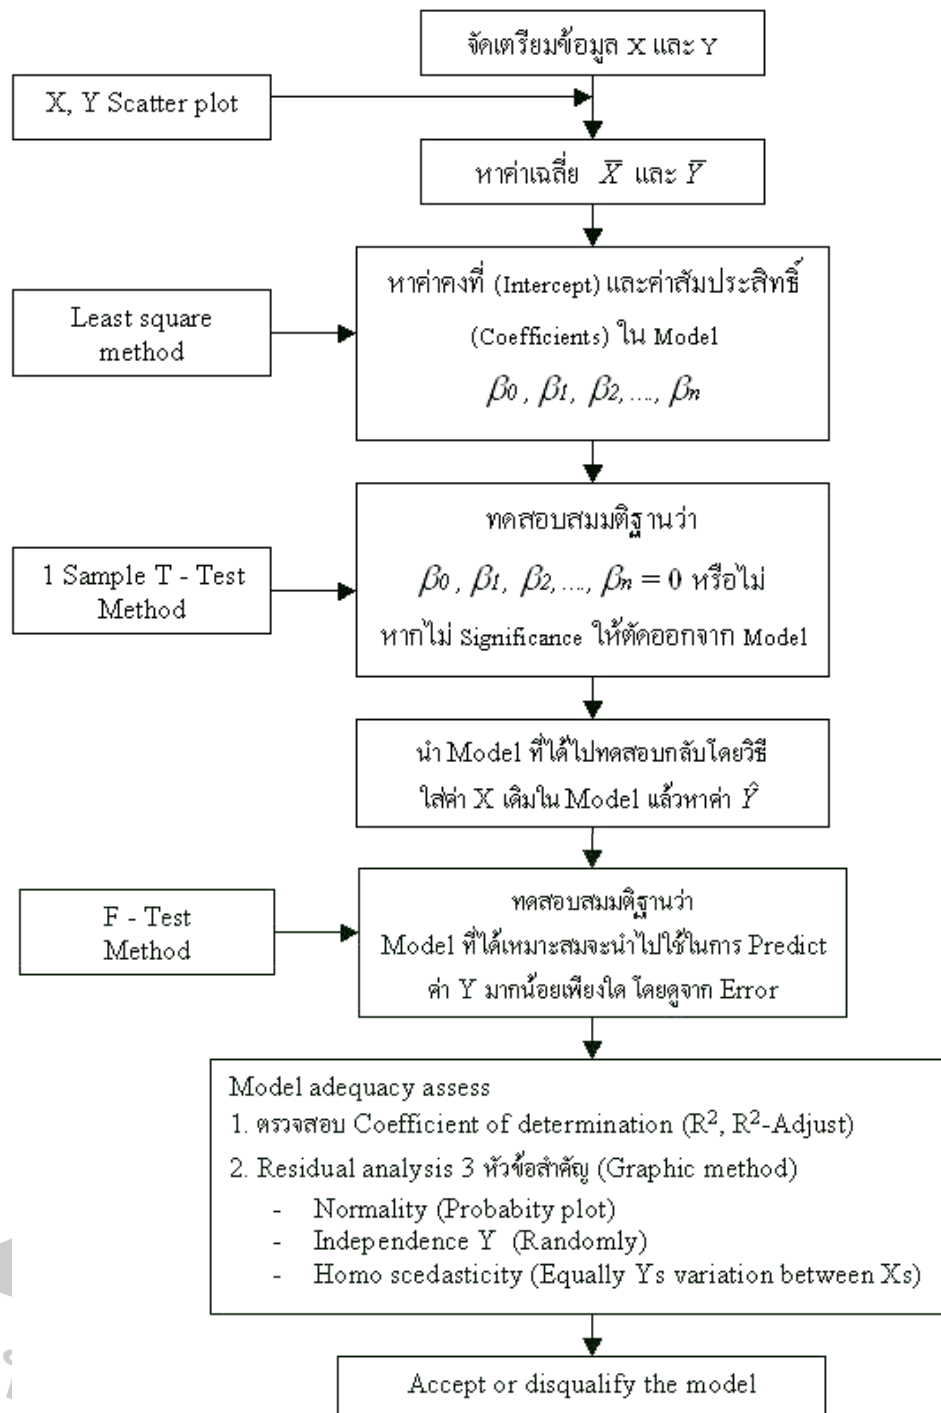 จัดเตรียมข้อมูล X และ Y
X, Y Scatter plot
หาค่าเฉลี่ย X̅ และ Y̅
Least square
method
หาค่าคงที่ (Intercept) และค่าสัมประสิทธิ์
(Coefficients) ใน Model
β0 , β1, β2, ...., βn
1 Sample T - Test
Method
ทดสอบสมมติฐานว่า
β0 , β1, β2, ...., βn = 0 หรือไม่
หากไม่ Significance ให้ตัดออกจาก Model
นำ Model ที่ได้ไปทดสอบกลับโดยวิธี
ใส่ค่า X เดิมใน Model แล้วหาค่า Ŷ
F - Test
Method
ทดสอบสมมติฐานว่า
Model ที่ได้เหมาะสมจะนำไปใช้ในการ Predict
ค่า Y มากน้อยเพียงใด โดยดูจาก Error
Model adequacy assess
1. ตรวจสอบ Coefficient of determination (R², R²-Adjust)
2. Residual analysis 3 หัวข้อสำคัญ (Graphic method)
- Normality (Probabity plot)
- Independence Y (Randomly)
- Homo scedasticity (Equally Ys variation between Xs)
Accept or disqualify the model